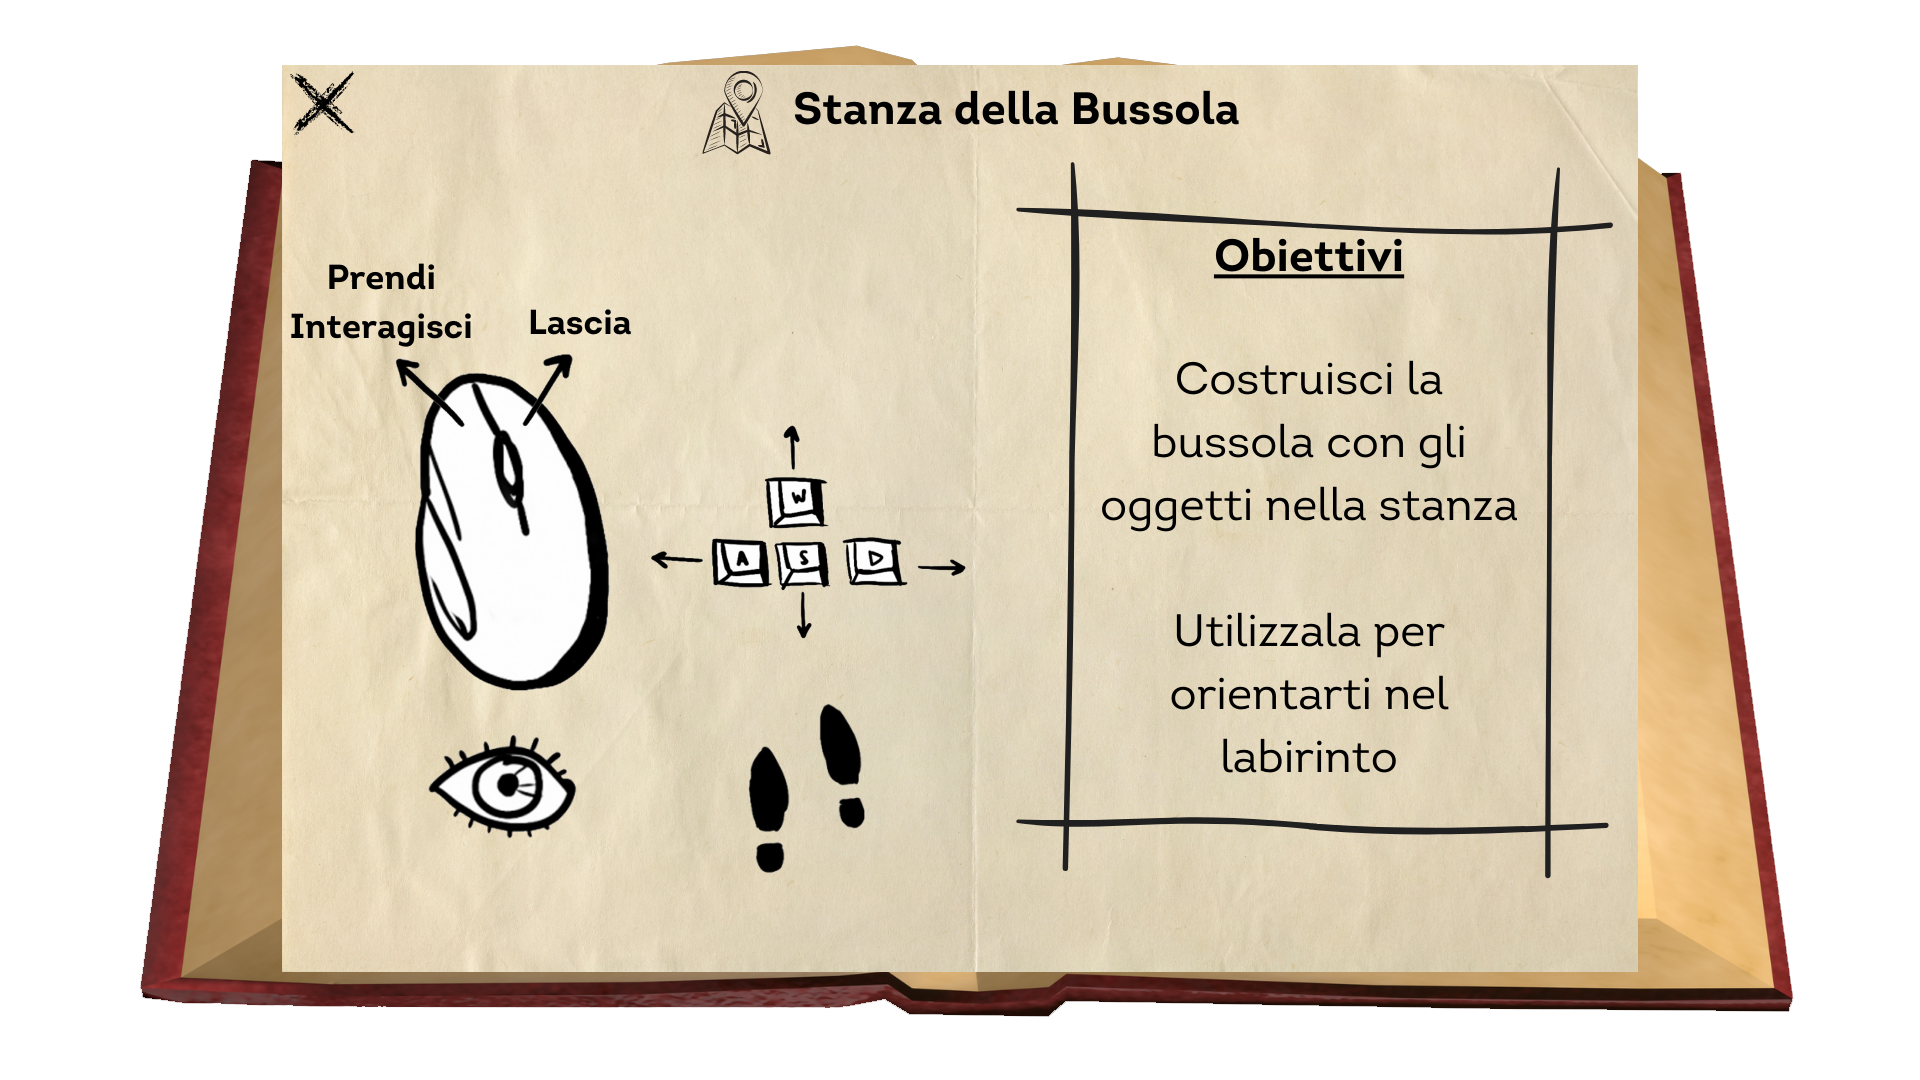 Stanza della Bussola
Prendi
Interagisci
Lascia
W
A S D
Obiettivi
Costruisci la
bussola con gli
oggetti nella stanza
Utilizzala per
orientarti nel
labirinto